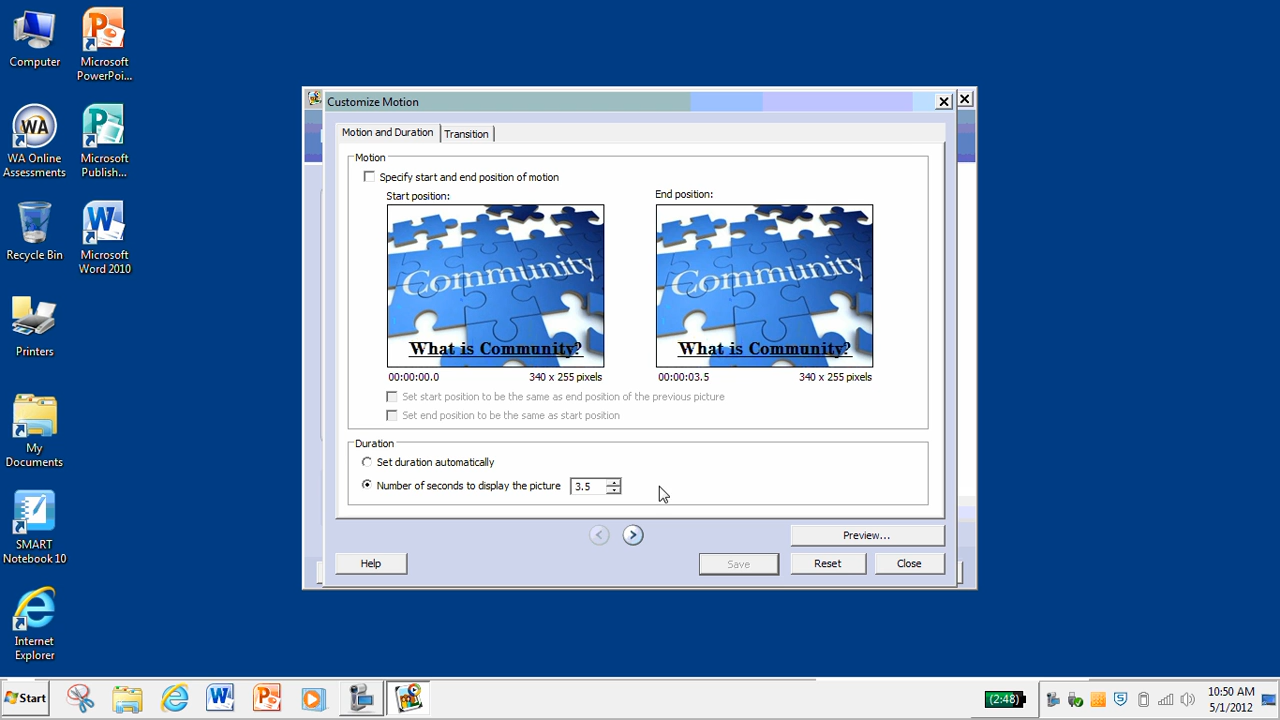 Computer
Microsoft
PowerPoi...
WA
WA Online
Assessments
Microsoft
Publish...
Recycle Bin
Microsoft
Word 2010
Printers
My
Documents
SMART
Notebook 10
Internet
Explorer
Customize Motion
Motion and Duration
Transition
Motion
Specify start and end position of motion
Start position:
End position:
Community
What is Community?
Community
What is Community?
00:00:00.0
340 x 255 pixels
00:00:03.5
340 x 255 pixels
Set start position to be the same as end position of the previous picture
Set end position to be the same as start position
Duration
Set duration automatically
Number of seconds to display the picture
3.5
Preview...
Help
Save
Reset
Close
Start
(2:48)
10:50 AM
5/1/2012